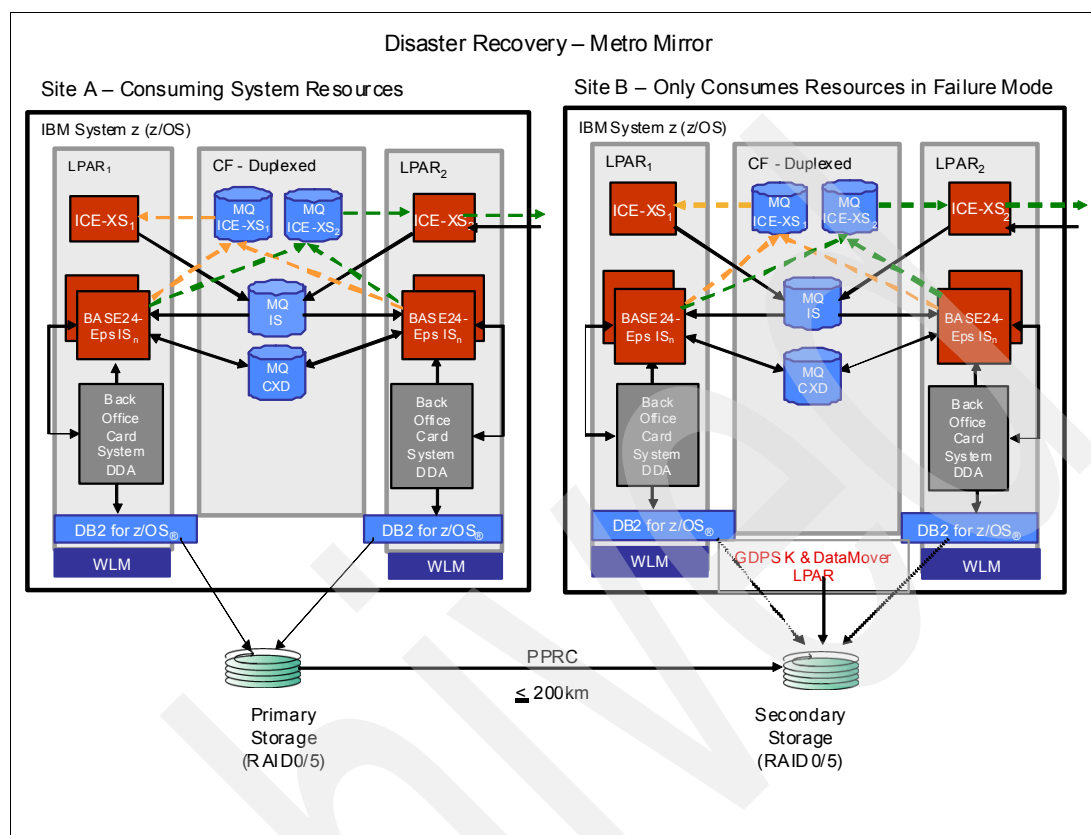 Disaster Recovery – Metro Mirror
Site A – Consuming System Resources
IBM System z (z/OS)
LPAR1
CF - Duplexed
LPAR2
ICE-XS1
MQ
ICE-XS1
MQ
ICE-XS2
ICE-XS2
BASE24-
Eps ISn
MQ
IS
MQ
CXD
BASE24-
Eps ISn
Back
Office
Card
System
DDA
Back
Office
Card
System
DDA
DB2 for z/OS®
DB2 for z/OS®
WLM
WLM
Site B – Only Consumes Resources in Failure Mode
IBM System z (z/OS)
LPAR1
CF - Duplexed
LPAR2
ICE-XS1
MQ
ICE-XS1
MQ
ICE-XS2
ICE-XS2
BASE24-
Eps ISn
MQ
IS
MQ
CXD
BASE24-
Eps ISn
Back
Office
Card
System
DDA
Back
Office
Card
System
DDA
DB2 for z/OS®
DB2 for z/OS®
WLM
GDPS K & DataMover
LPAR
WLM
PPRC
≤ 200km
Primary
Storage
(RAID0/5)
Secondary
Storage
(RAID0/5)